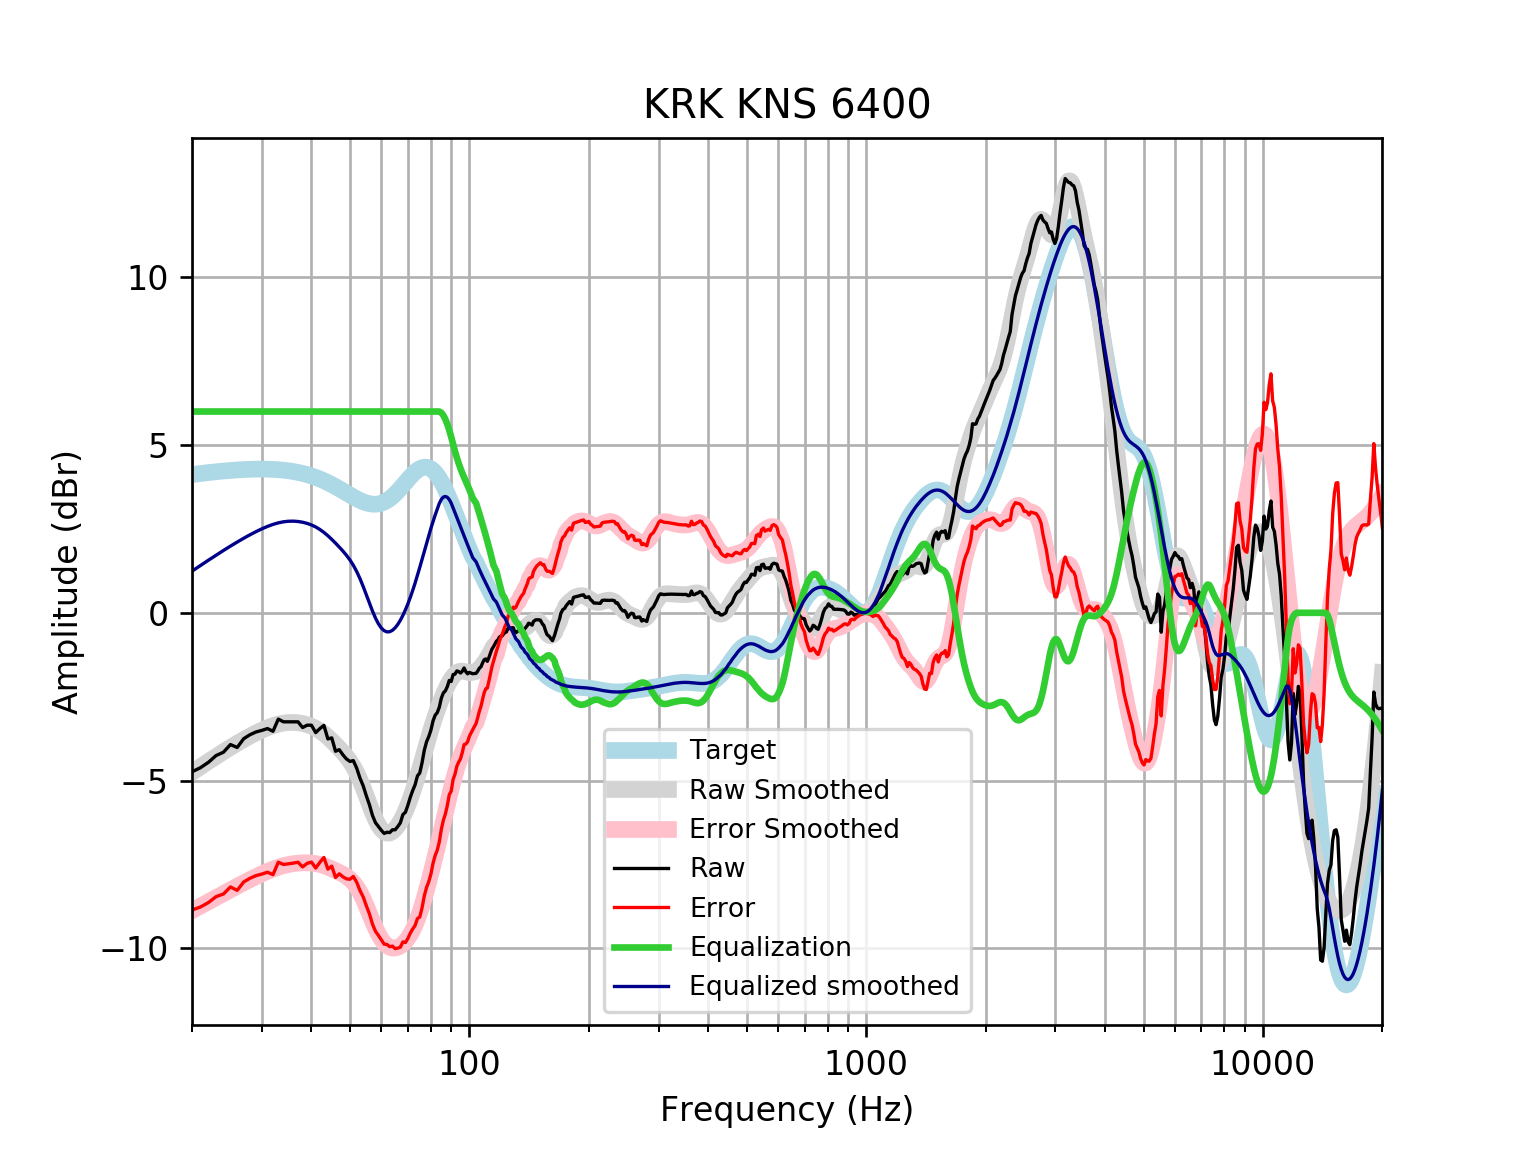 KRK KNS 6400
Amplitude (dBr)
10
5
0
−5
−10
Target
Raw Smoothed
Error Smoothed
Raw
Error
Equalization
Equalized smoothed
100
1000
10000
Frequency (Hz)